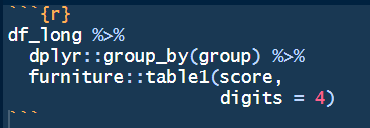 ```{r}
df_long %>%
  dplyr::group_by(group) %>%
  furniture::table1(score,
                    digits = 4)
```